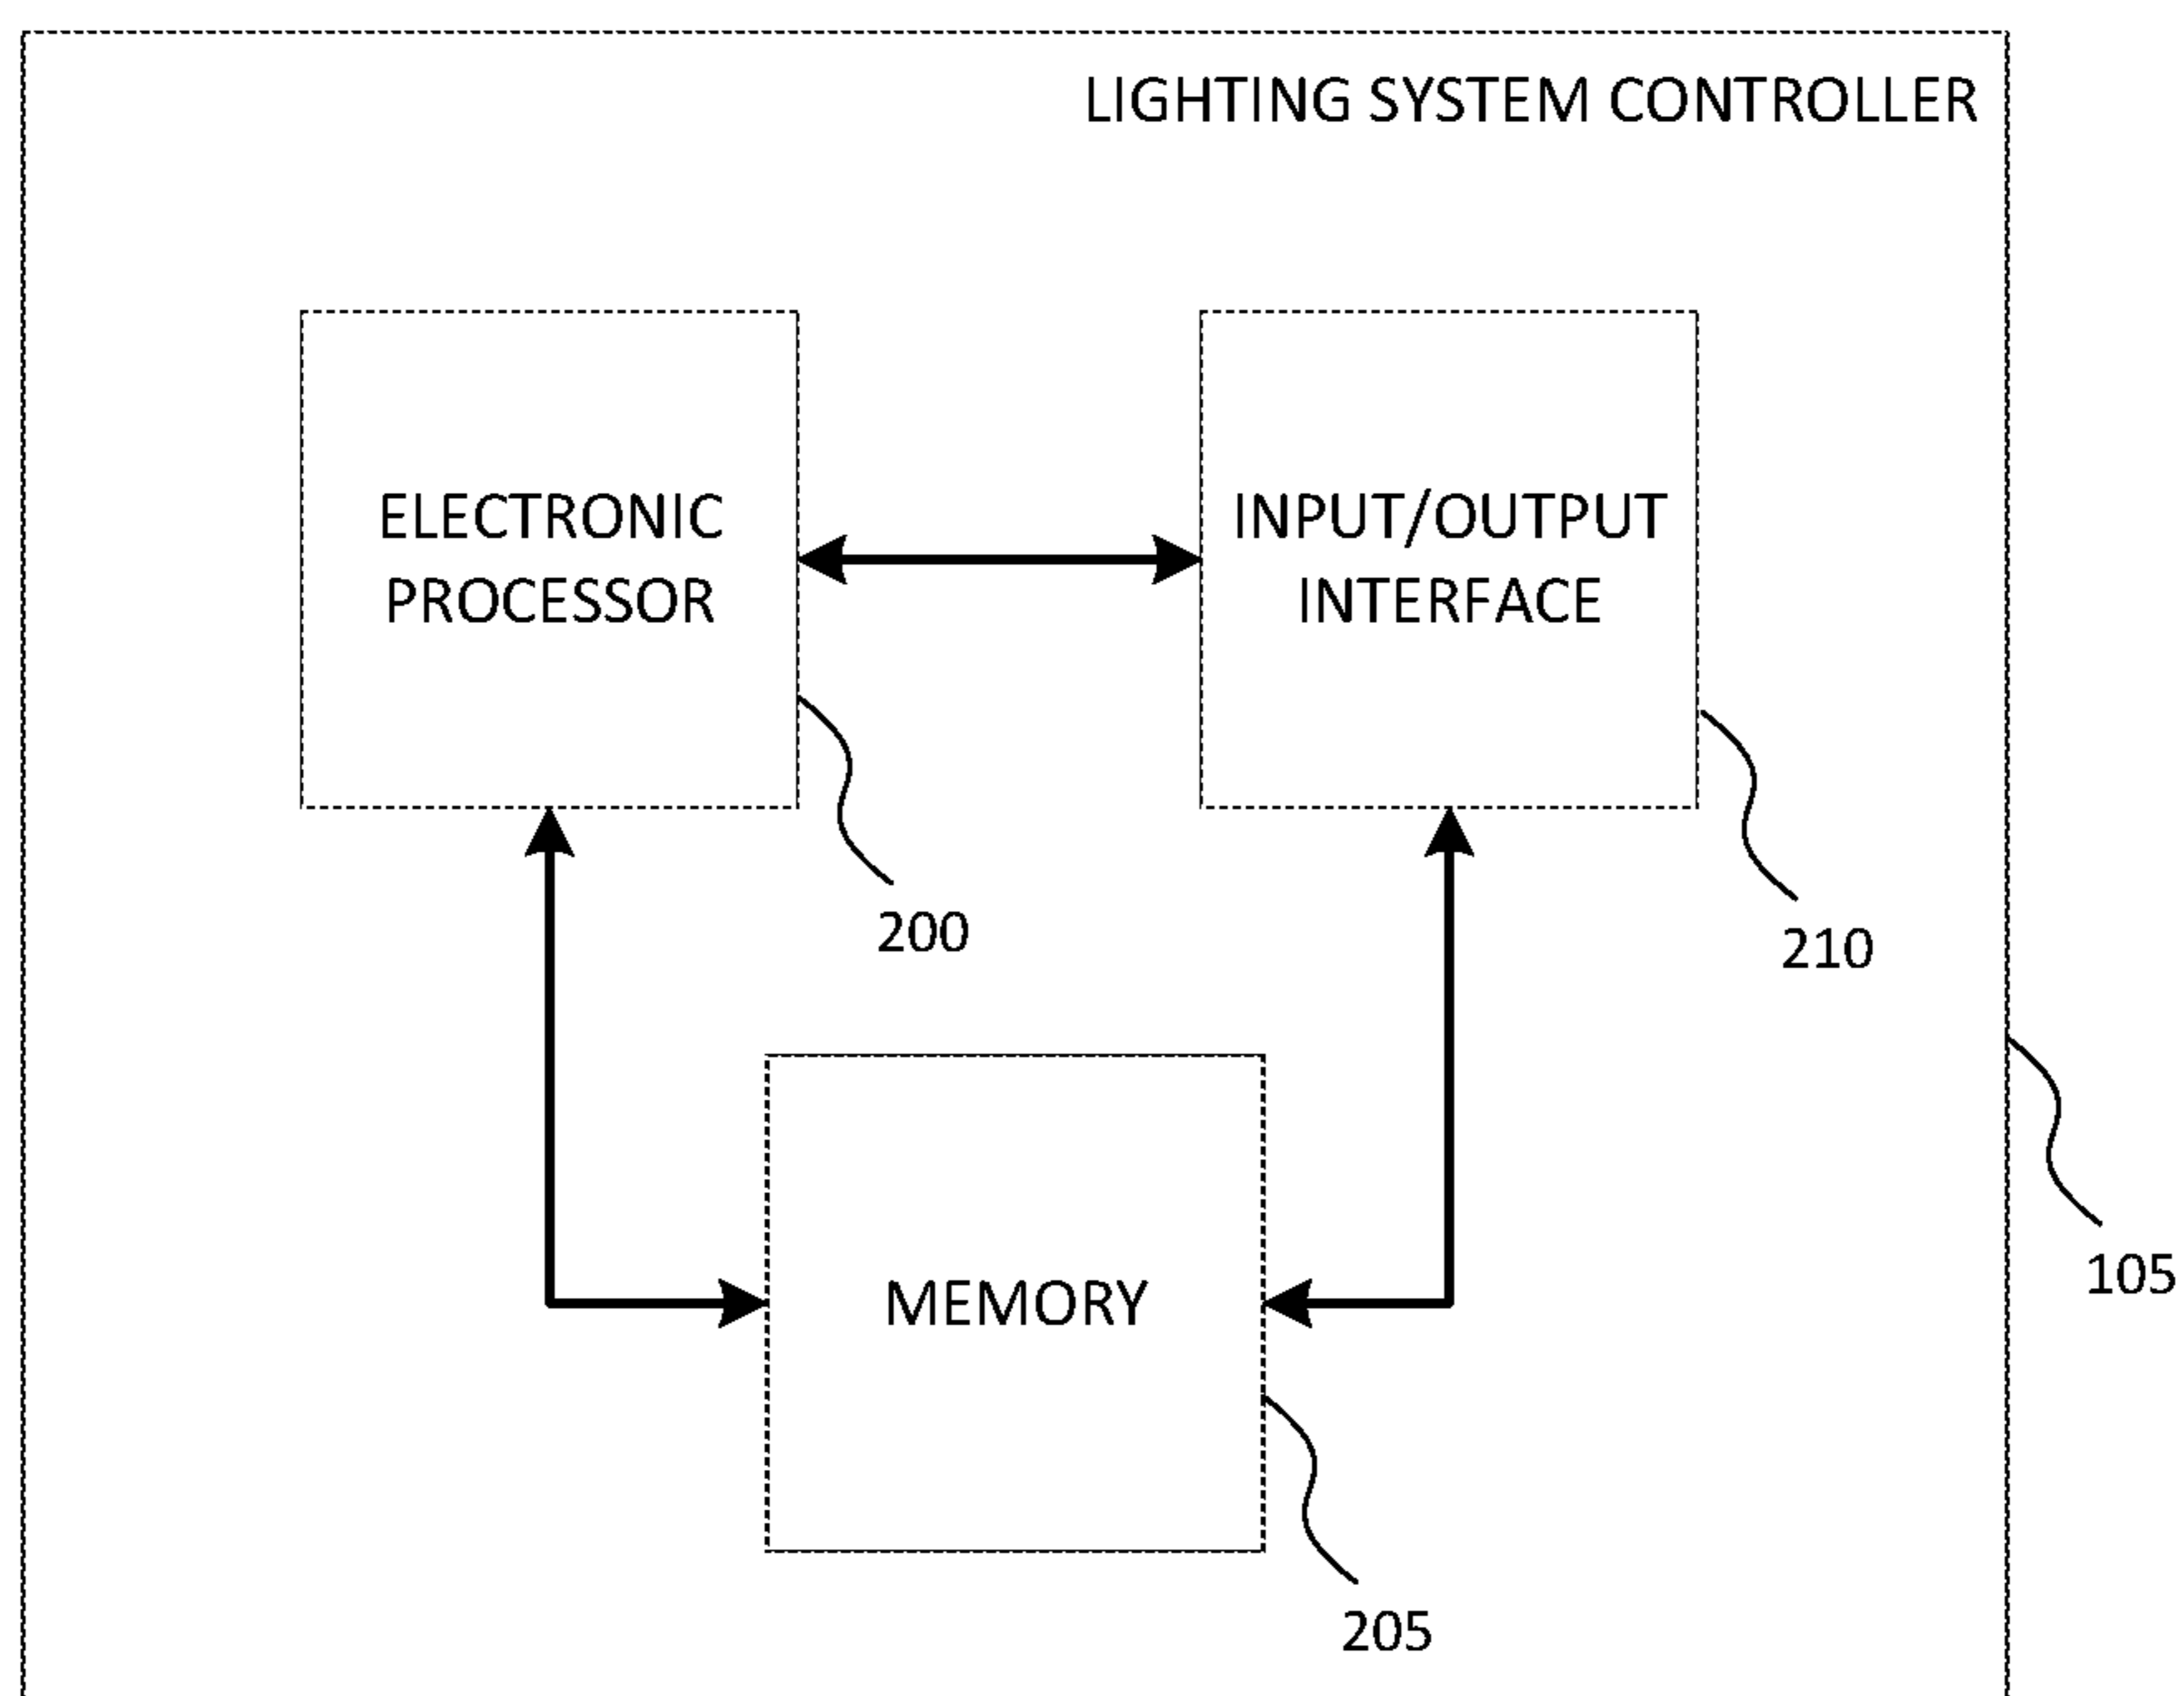 LIGHTING SYSTEM CONTROLLER
ELECTRONIC
PROCESSOR
INPUT/OUTPUT
INTERFACE
200
210
105
MEMORY
205